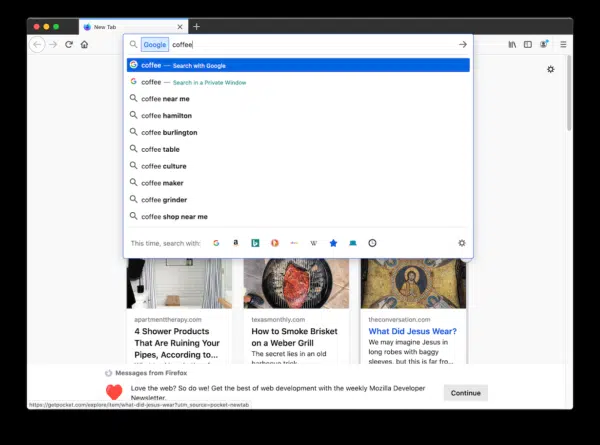 New Tab
Google coffee
coffee — Search with Google
coffee — Search in a Private Window
coffee near me
coffee hamilton
coffee burlington
coffee table
coffee culture
coffee maker
coffee grinder
coffee shop near me
This time, search with:
apartmenttherapy.com
4 Shower Products
That Are Ruining Your
Pipes, According to...
texasmonthly.com
How to Smoke Brisket
on a Weber Grill
The secret lies in an old
barbecue trick
theconversation.com
What Did Jesus Wear?
We may imagine Jesus in
long robes with baggy
sleeves, but this is far fro...
Messages from Firefox
Love the web? So do we! Get the best of web development with the weekly Mozilla Developer
Newsletter.
Continue
https://getpocket.com/explore/item/what-did-jesus-wear?utm_source=pocket-newtab